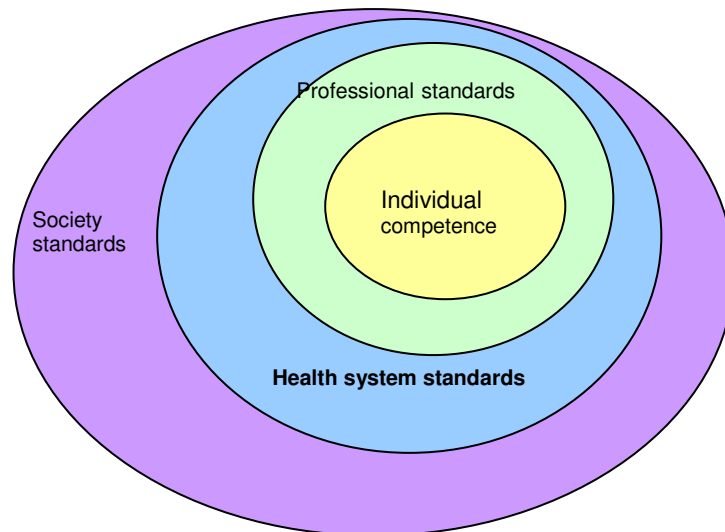 Professional standards
Individual
competence
Society
standards
Health system standards